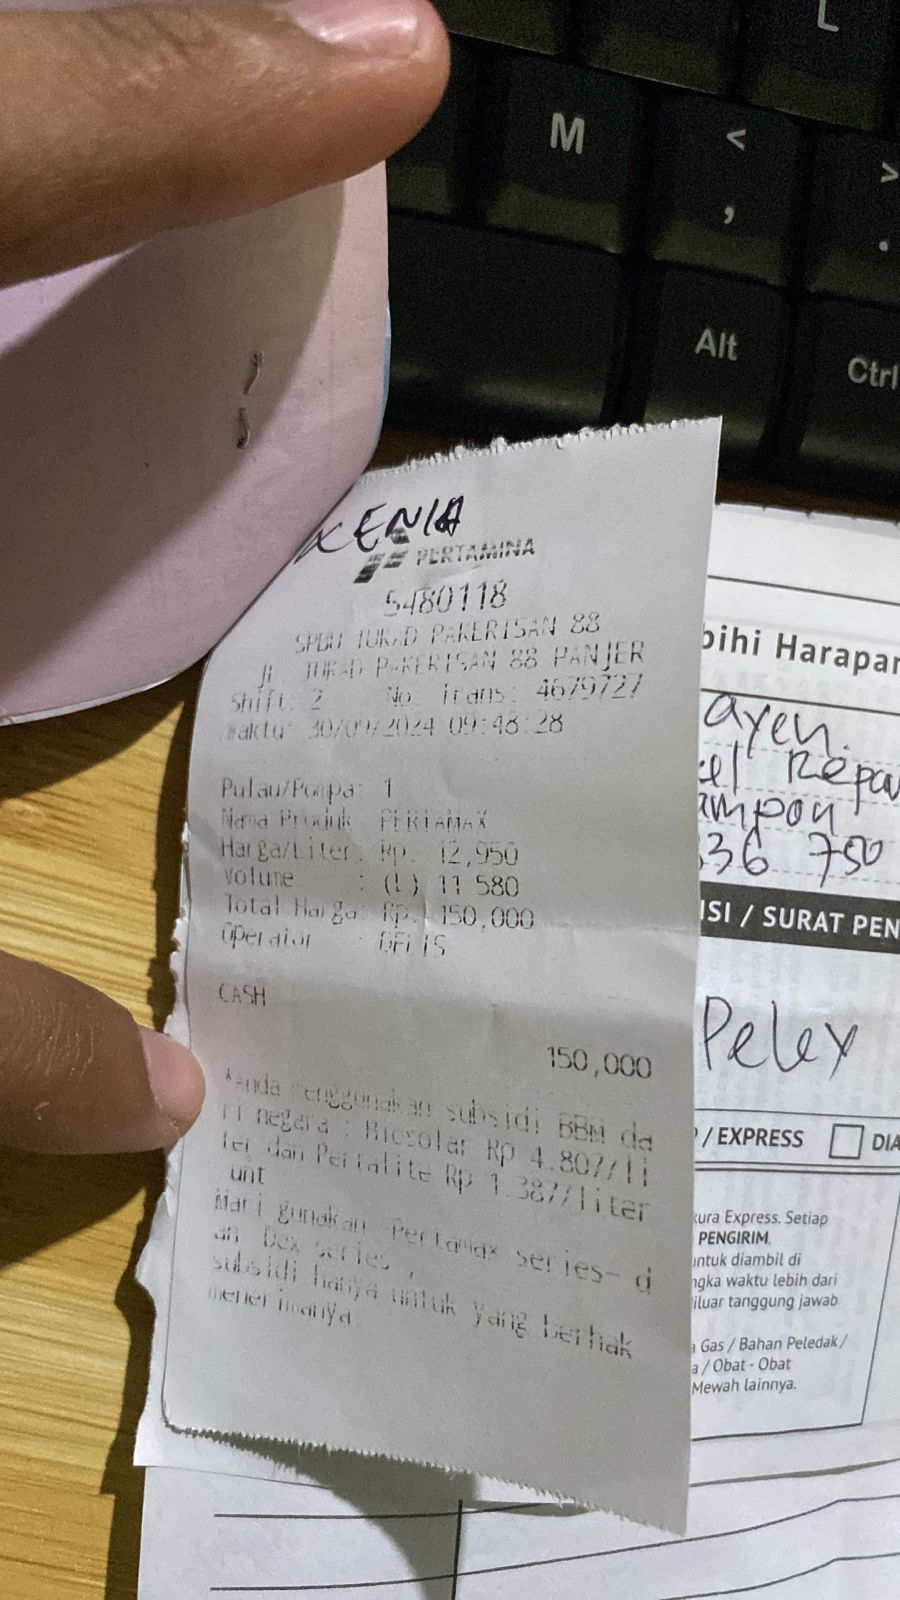 L
M
<
,
>
.
Alt
Ctrl
XENIA
PERTAMINA
5480118
SPBU TUKAD PAKERISAN 88
JL. TUKAD PAKERISAN 88 PANJER
Shift: 2 No. Trans: 4679727
Waktu: 30/09/2024 09:48:28
Pulau/Pompa: 1
Nama Produk: PERTAMAX
Harga/Liter: Rp. 12,950
Volume : (L) 11.580
Total Harga: Rp. 150,000
Operator :
CASH
150,000
*Anda menggunakan subsidi BBM da
ri negara : Biosolar Rp 4.807/li
ter dan Pertalite Rp 1.387/liter
unt
Mari gunakan -Pertamax series- d
an -Dex series-,
subsidi hanya untuk yang berhak
menerimanya.
bihi Harapan
ayen.
Repa
ampon
36 750
ISI / SURAT PEN
Pelex
/ EXPRESS DIA
kura Express. Setiap
PENGIRIM.
untuk diambil di
ngka waktu lebih dari
iluar tanggung jawab
Gas / Bahan Peledak /
a / Obat - Obat
Mewah lainnya.